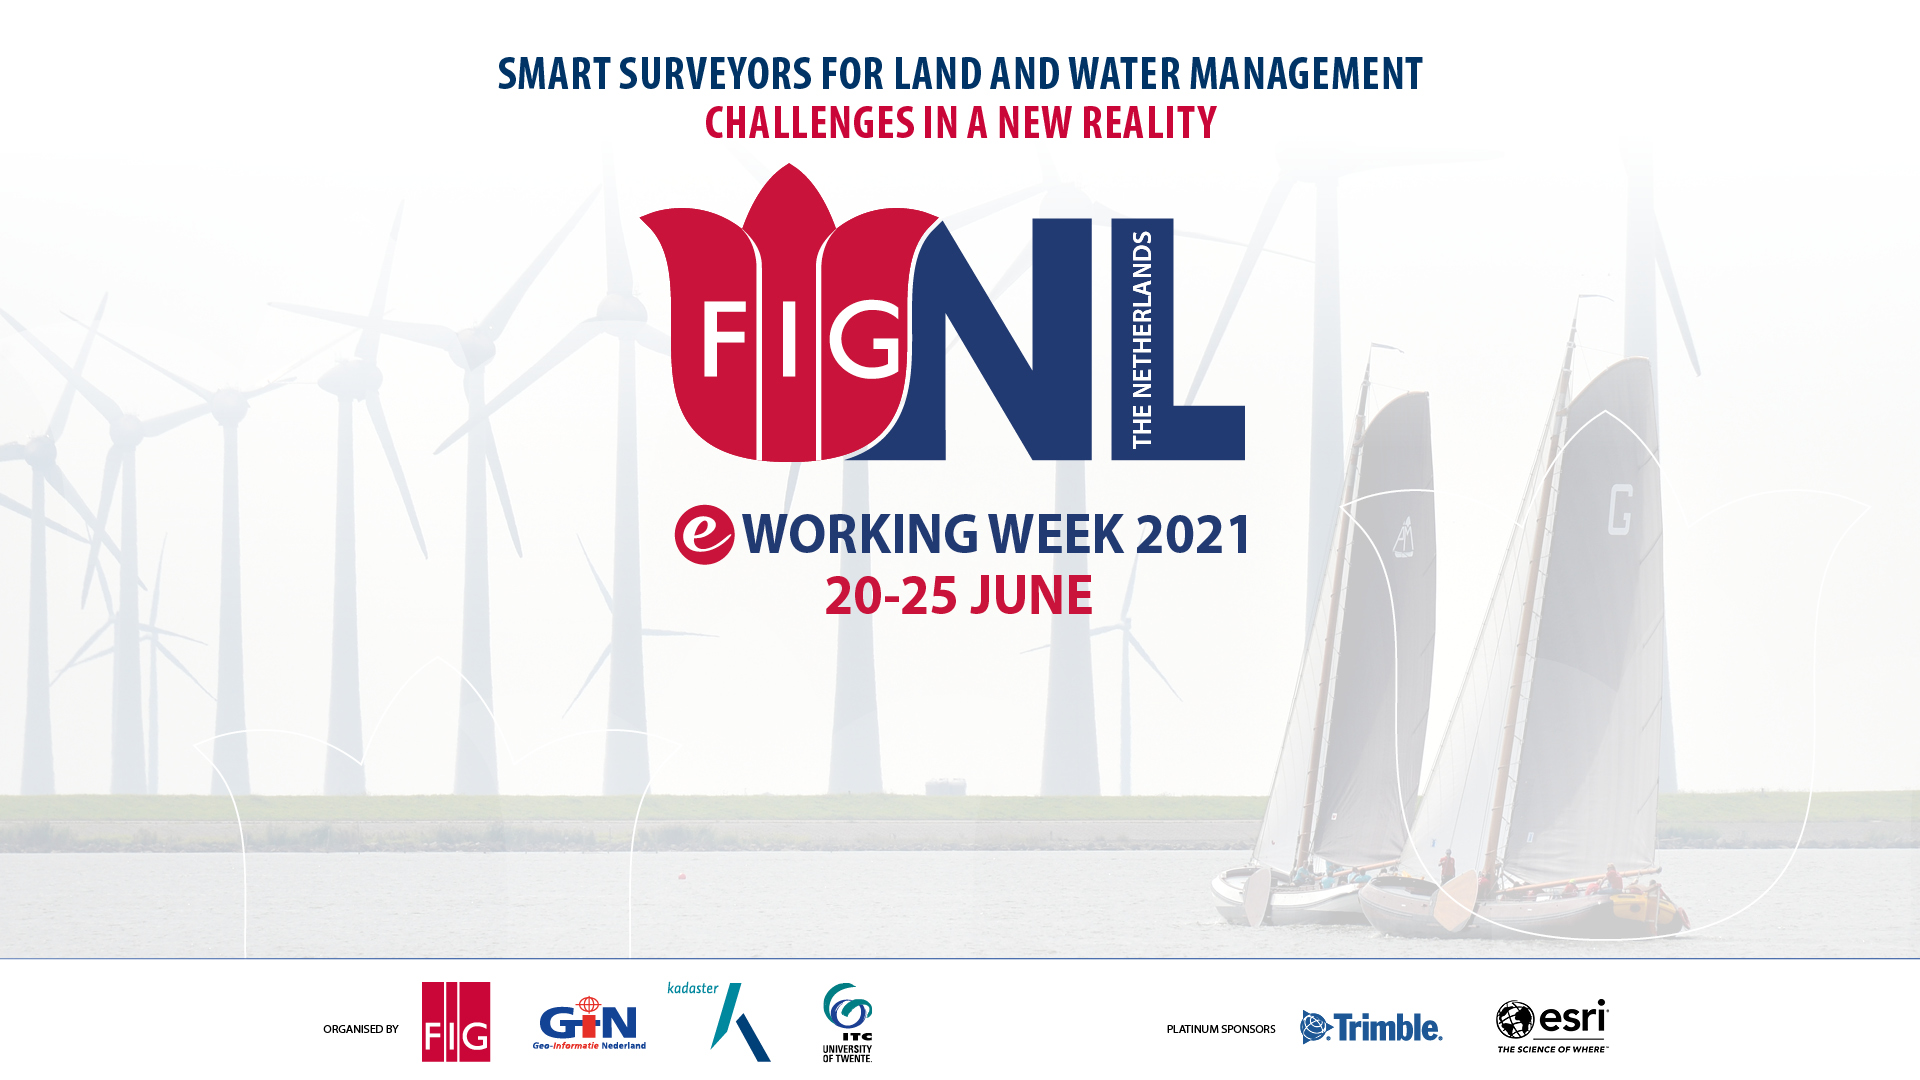 SMART SURVEYORS FOR LAND AND WATER MANAGEMENT
CHALLENGES IN A NEW REALITY
FIG NL
THE NETHERLANDS
e WORKING WEEK 2021
20-25 JUNE
G
ORGANISED BY
FIG
GIN
Geo-Informatie Nederland
kadaster
ITC
UNIVERSITY
OF TWENTE.
PLATINUM SPONSORS
Trimble.
esri
THE SCIENCE OF WHERE™